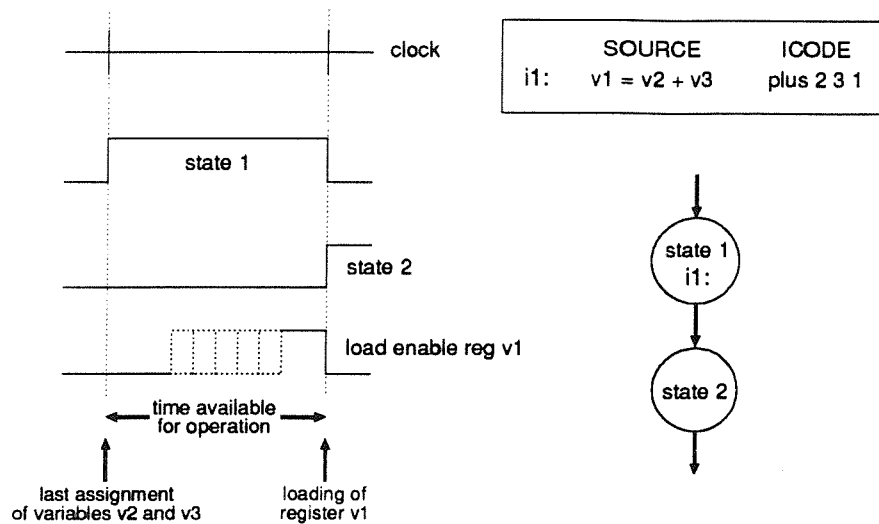 clock
SOURCE ICODE
i1: v1 = v2 + v3 plus 2 3 1
state 1
state 2
load enable reg v1
time available
for operation
last assignment
of variables v2 and v3
loading of
register v1
state 1
i1:
state 2